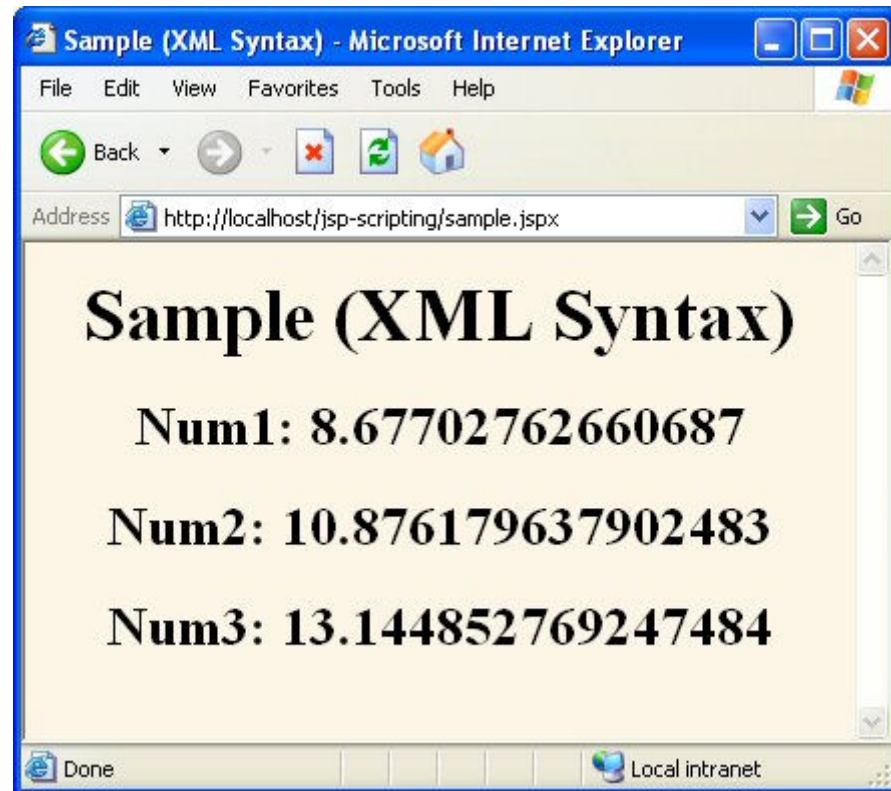 Sample (XML Syntax) - Microsoft Internet Explorer
File Edit View Favorites Tools Help
Back
Address http://localhost/jsp-scripting/sample.jspx Go
Sample (XML Syntax)
Num1: 8.67702762660687
Num2: 10.876179637902483
Num3: 13.144852769247484
Done Local intranet